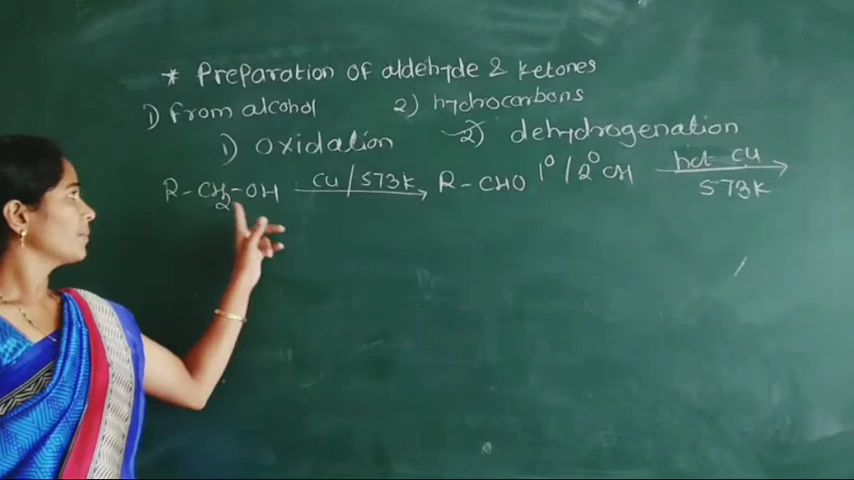 * Preparation of aldehyde & ketones
1) from alcohol 2) hydrocarbons
1) oxidation 2) dehydrogenation
R - CH2 - OH Cu / 573K → R - CHO 1° / 2° OH hot Cu → 573K